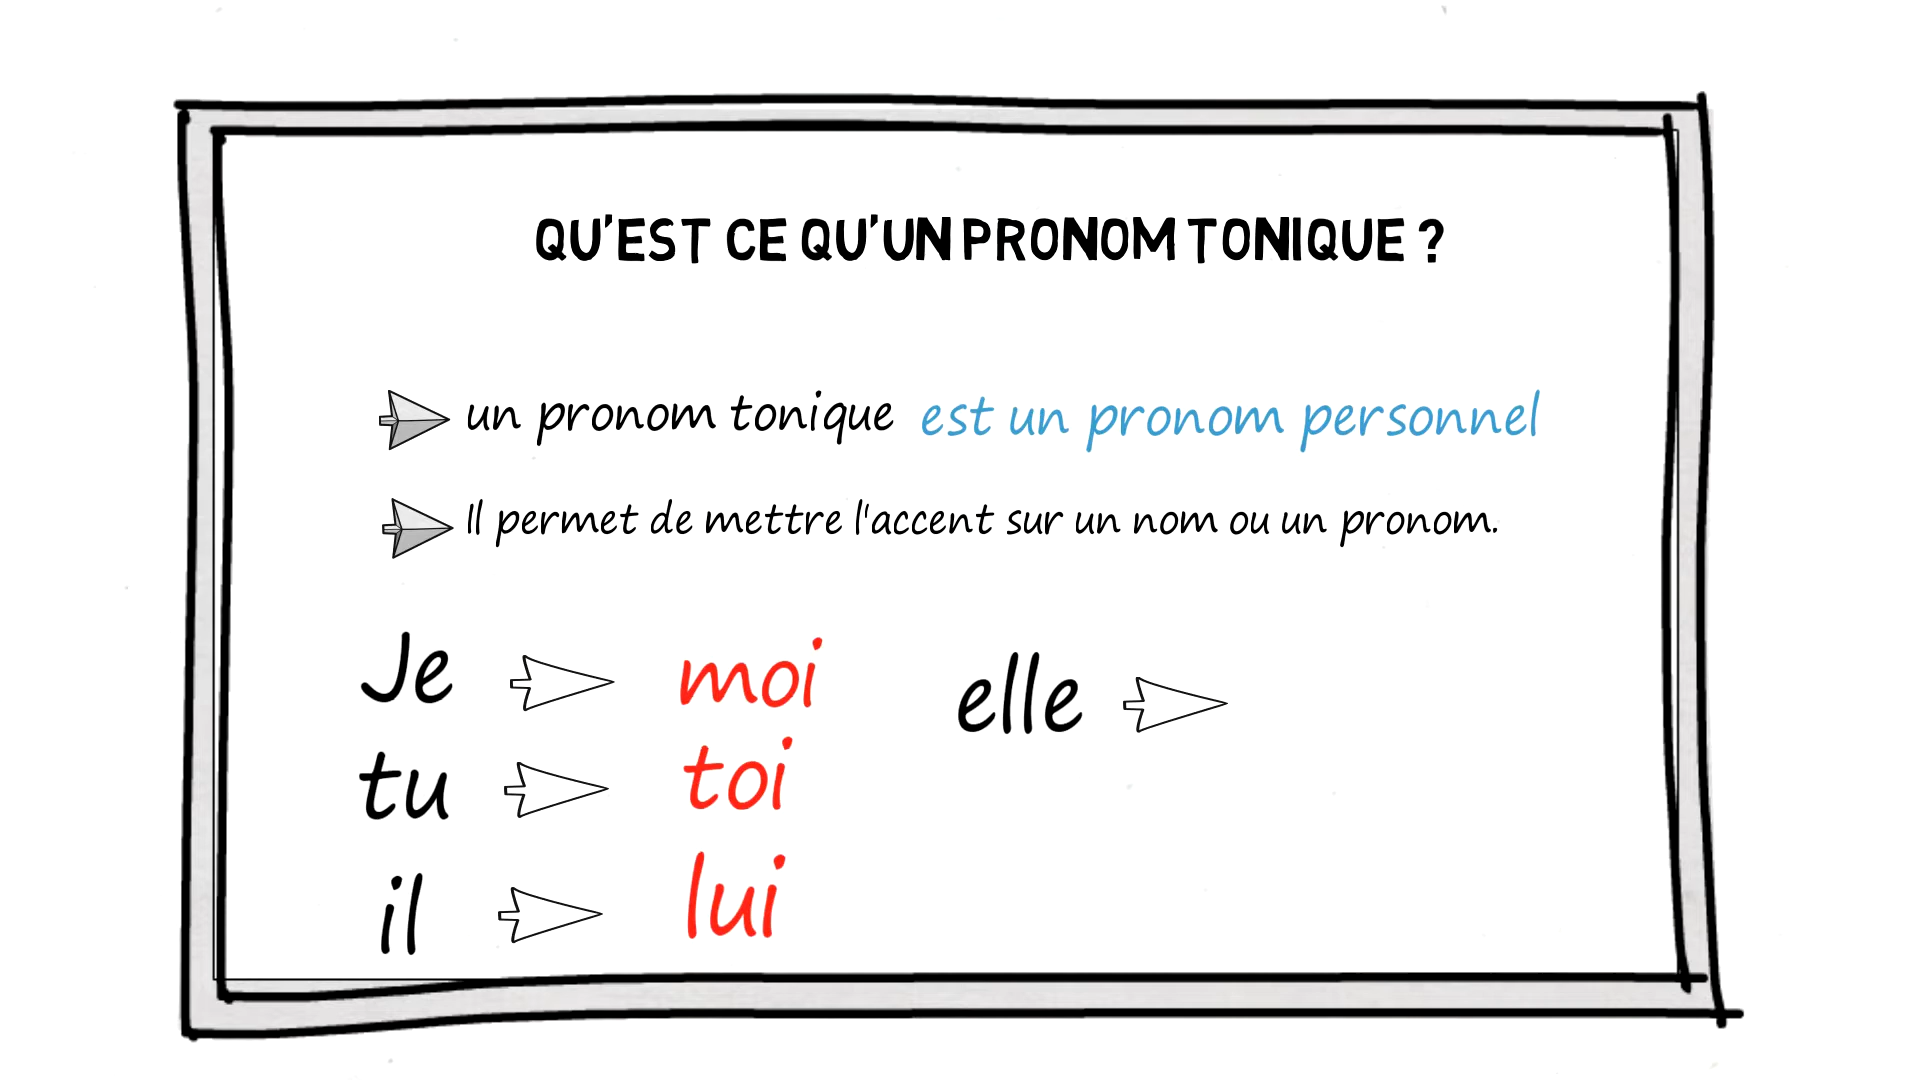 QU'EST CE QU'UN PRONOM TONIQUE ?
un pronom tonique est un pronom personnel
Il permet de mettre l'accent sur un nom ou un pronom.
Je moi
tu toi
il lui
elle